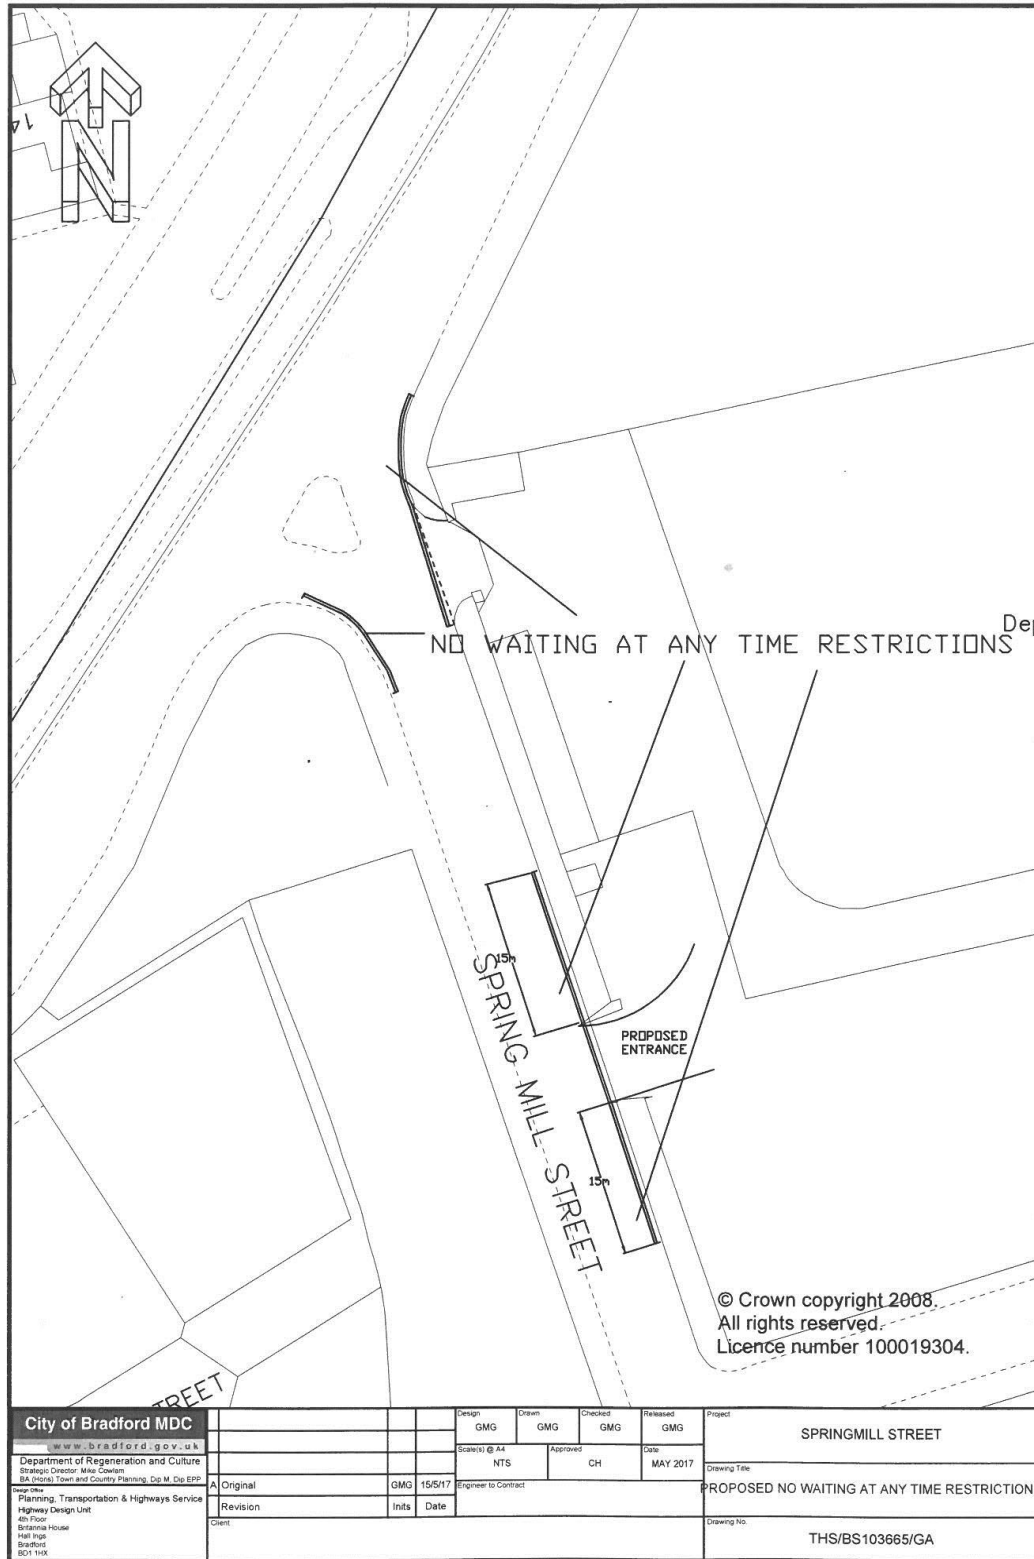 N
14
Dep
NO WAITING AT ANY TIME RESTRICTIONS
15m
SPRING MILL STREET
PROPOSED
ENTRANCE
15m
© Crown copyright 2008.
All rights reserved.
Licence number 100019304.
STREET
City of Bradford MDC
www.bradford.gov.uk
Department of Regeneration and Culture
Strategic Director: Mike Cowlam
BA (Hons) Town and Country Planning, Dip M, Dip EPP
Design Office
Planning, Transportation & Highways Service
Highway Design Unit
4th Floor
Britannia House
Hall Ings
Bradford
BD1 1HX
A Original GMG 15/5/17
Revision Inits Date
Client
Design Drawn Checked Released
GMG GMG GMG GMG
Scale(s) @ A4 Approved Date
NTS CH MAY 2017
Engineer to Contract
Project
SPRINGMILL STREET
Drawing Title
PROPOSED NO WAITING AT ANY TIME RESTRICTION
Drawing No.
THS/BS103665/GA